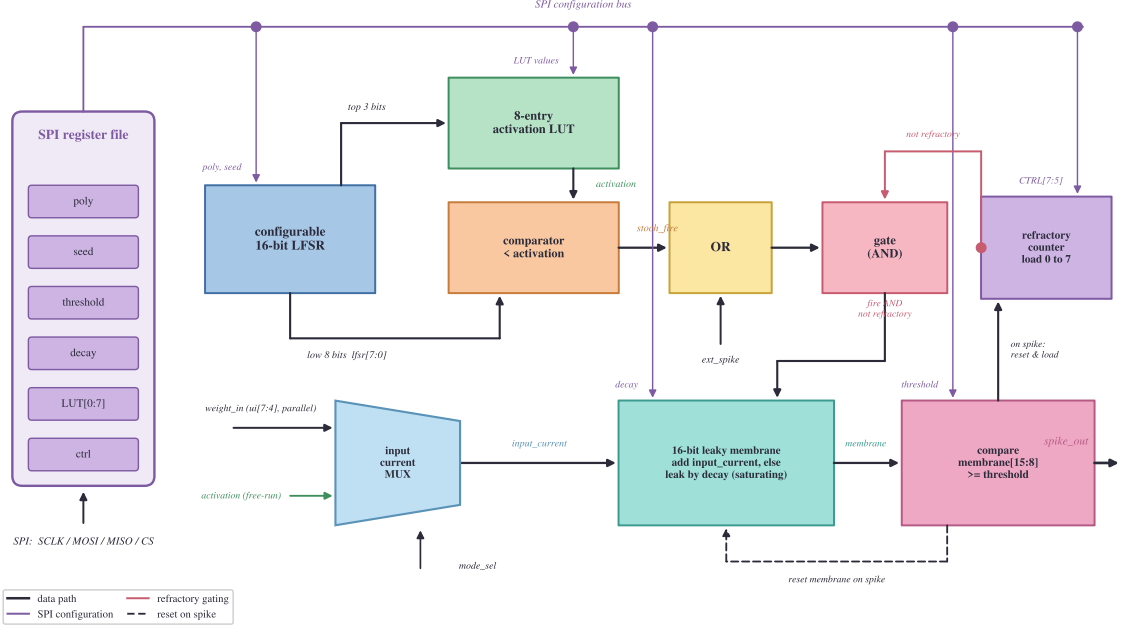 SPI configuration bus
LUT values
top 3 bits
8-entry
activation LUT
not refractory
SPI register file
poly, seed
activation
CTRL[7:5]
poly
seed
threshold
decay
LUT[0:7]
ctrl
configurable
16-bit LFSR
comparator
< activation
stoch_fire
OR
gate
(AND)
refractory
counter
load 0 to 7
fire AND
not refractory
low 8 bits lfsr[7:0]
ext_spike
on spike:
reset & load
decay
threshold
weight_in (ui[7:4], parallel)
input
current
MUX
input_current
16-bit leaky membrane
add input_current, else
leak by decay (saturating)
membrane
compare
membrane[15:8]
>= threshold
spike_out
activation (free-run)
SPI: SCLK / MOSI / MISO / CS
mode_sel
reset membrane on spike
data path
refractory gating
SPI configuration
reset on spike